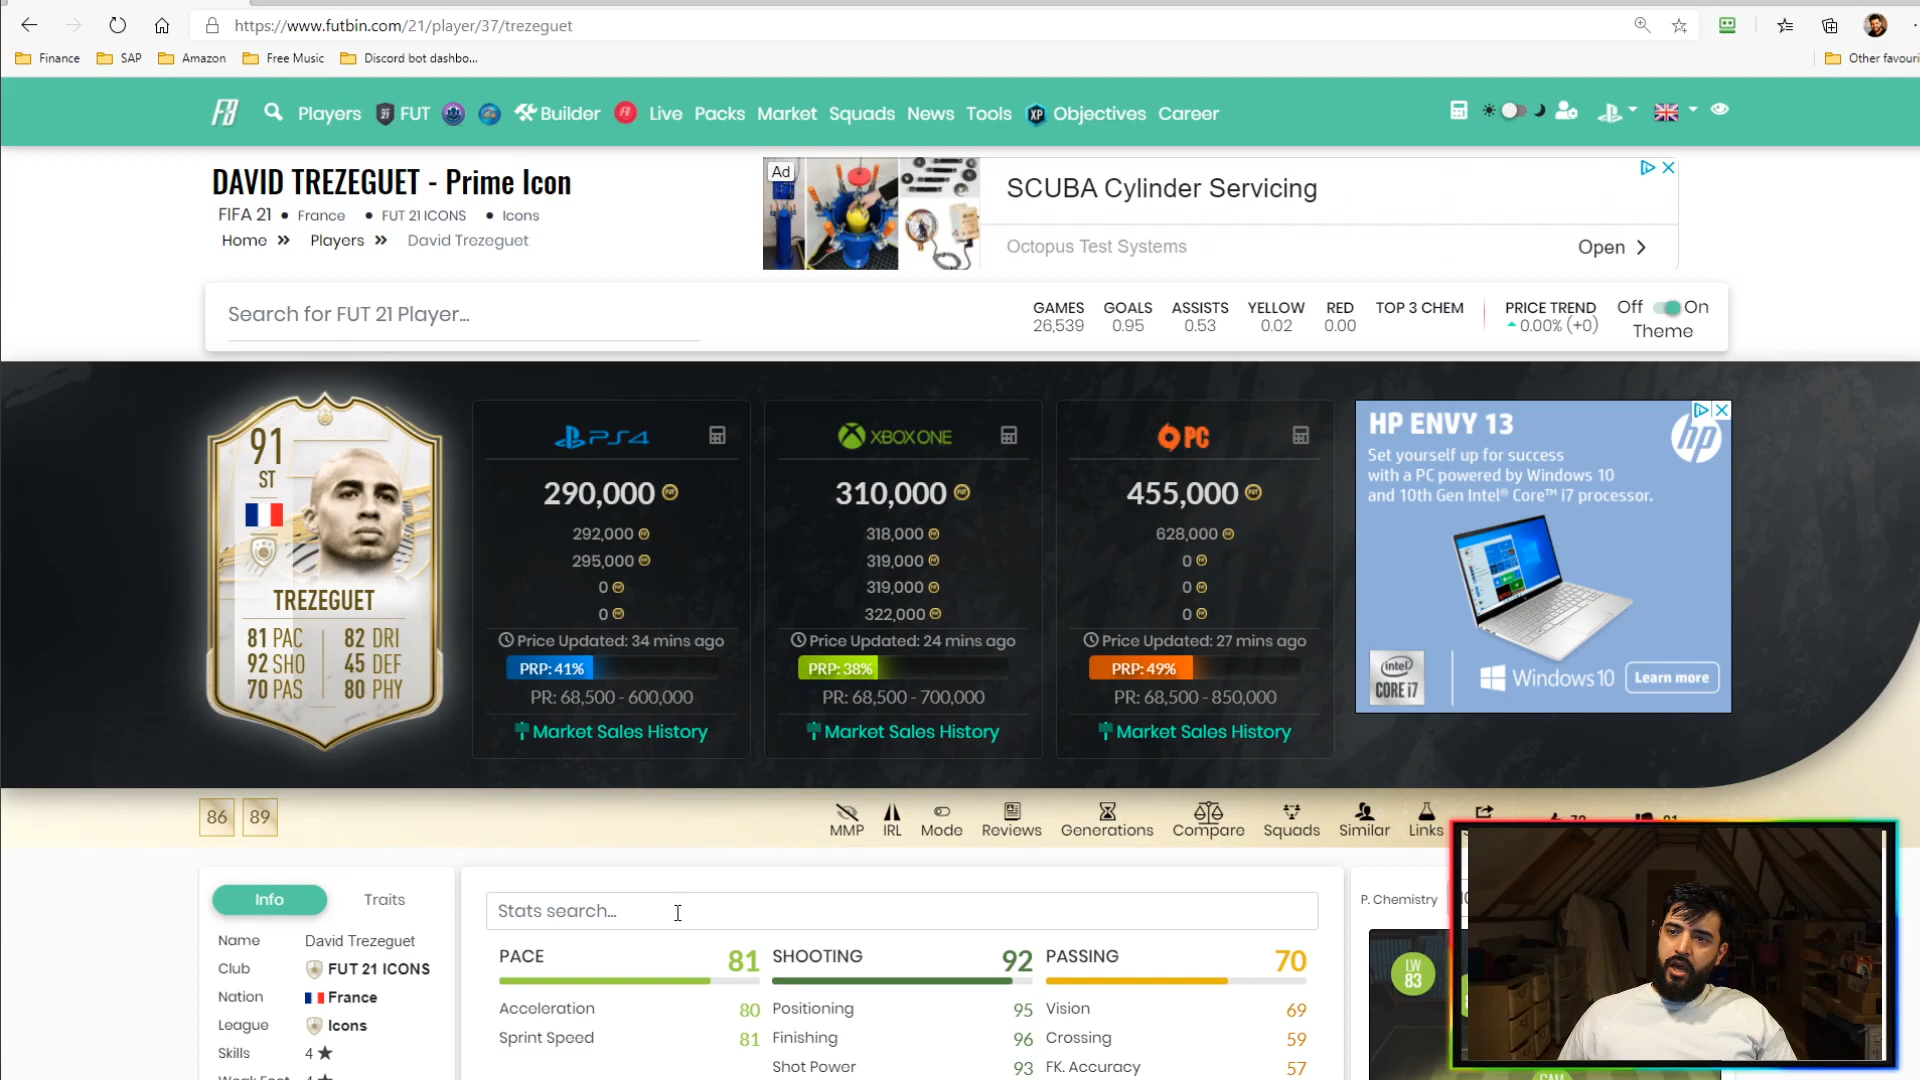 https://www.futbin.com/21/player/37/trezeguet
Finance SAP Amazon Free Music Discord bot dashbo... Other favouri
Players FUT Builder Live Packs Market Squads News Tools XP Objectives Career
DAVID TREZEGUET - Prime Icon
FIFA 21 • France • FUT 21 ICONS • Icons
Home » Players » David Trezeguet
Ad
SCUBA Cylinder Servicing
Octopus Test Systems
Open
Search for FUT 21 Player...
GAMES GOALS ASSISTS YELLOW RED TOP 3 CHEM PRICE TREND Off On
26,539 0.95 0.53 0.02 0.00 0.00% (+0) Theme
91
ST
TREZEGUET
81 PAC 82 DRI
92 SHO 45 DEF
70 PAS 80 PHY
PS4
290,000
292,000
295,000
0
0
Price Updated: 34 mins ago
PRP: 41%
PR: 68,500 - 600,000
Market Sales History
XBOX ONE
310,000
318,000
319,000
319,000
322,000
Price Updated: 24 mins ago
PRP: 38%
PR: 68,500 - 700,000
Market Sales History
PC
455,000
628,000
0
0
0
Price Updated: 27 mins ago
PRP: 49%
PR: 68,500 - 850,000
Market Sales History
HP ENVY 13
hp
Set yourself up for success
with a PC powered by Windows 10
and 10th Gen Intel® Core™ i7 processor.
intel
CORE i7
Windows 10
Learn more
86 89
MMP IRL Mode Reviews Generations Compare Squads Similar Links
Info Traits
Name David Trezeguet
Club FUT 21 ICONS
Nation France
League Icons
Skills 4 ★
Stats search...
PACE 81 SHOOTING 92 PASSING 70
Acceleration 80 Positioning 95 Vision 69
Sprint Speed 81 Finishing 96 Crossing 59
Shot Power 93 FK. Accuracy 57
P. Chemistry
LW
83